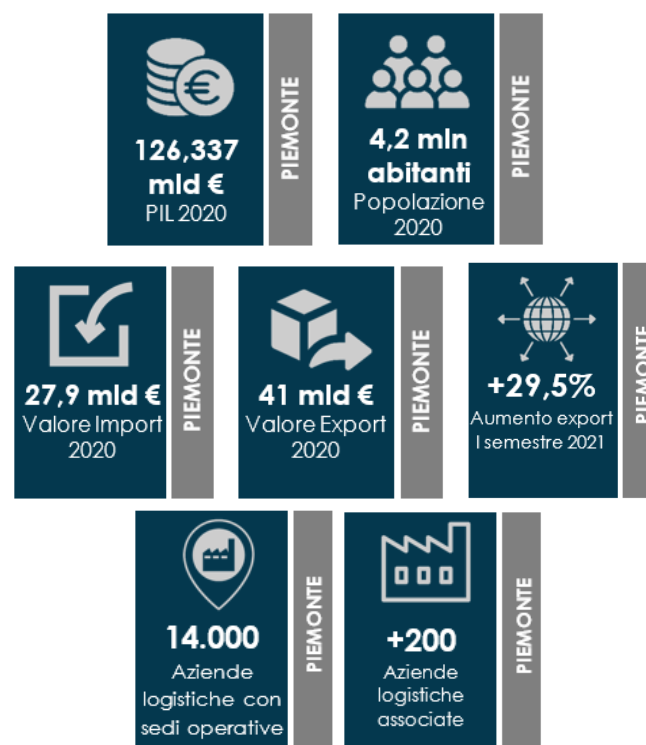 126,337
mld €
PIL 2020
PIEMONTE
4,2 mln
abitanti
Popolazione
2020
PIEMONTE
27,9 mld €
Valore Import
2020
PIEMONTE
41 mld €
Valore Export
2020
PIEMONTE
+29,5%
Aumento export
I semestre 2021
PIEMONTE
14.000
Aziende
logistiche con
sedi operative
PIEMONTE
+200
Aziende
logistiche
associate
PIEMONTE